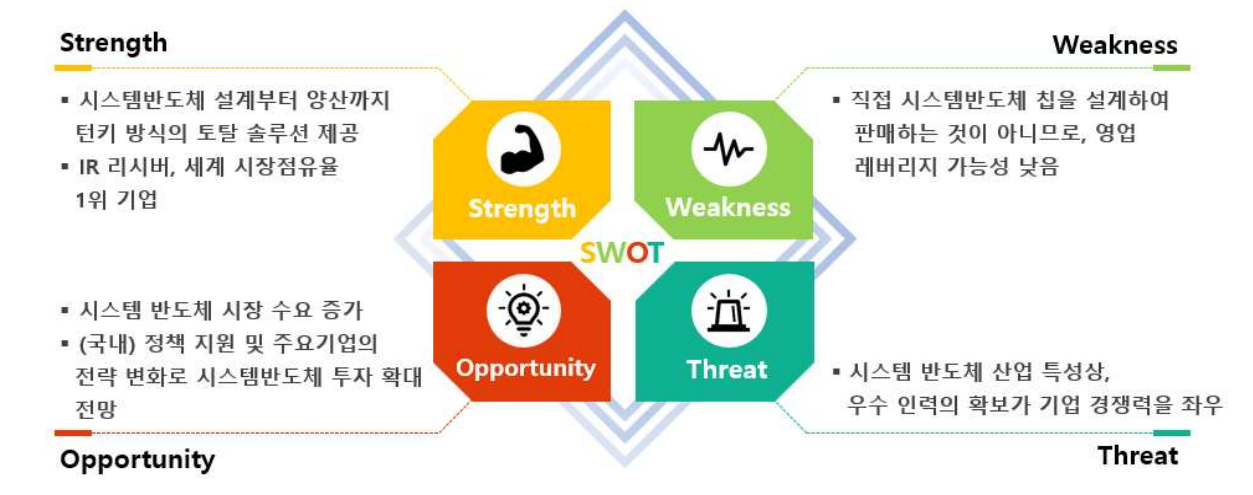 Strength
▪ 시스템반도체 설계부터 양산까지
턴키 방식의 토탈 솔루션 제공
▪ IR 리시버, 세계 시장점유율
1위 기업
Weakness
▪ 직접 시스템반도체 칩을 설계하여
판매하는 것이 아니므로, 영업
레버리지 가능성 낮음
Strength
Weakness
SWOT
Opportunity
Threat
▪ 시스템 반도체 시장 수요 증가
▪ (국내) 정책 지원 및 주요기업의
전략 변화로 시스템반도체 투자 확대
전망
Opportunity
▪ 시스템 반도체 산업 특성상,
우수 인력의 확보가 기업 경쟁력을 좌우
Threat